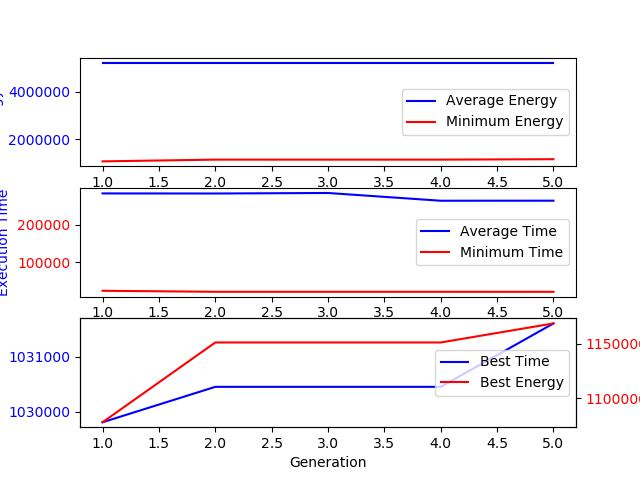 4000000
2000000
Average Energy
Minimum Energy
1.0 1.5 2.0 2.5 3.0 3.5 4.0 4.5 5.0
Execution Time
200000
100000
Average Time
Minimum Time
1.0 1.5 2.0 2.5 3.0 3.5 4.0 4.5 5.0
1031000
1030000
Best Time
Best Energy
1150000
1100000
1.0 1.5 2.0 2.5 3.0 3.5 4.0 4.5 5.0
Generation